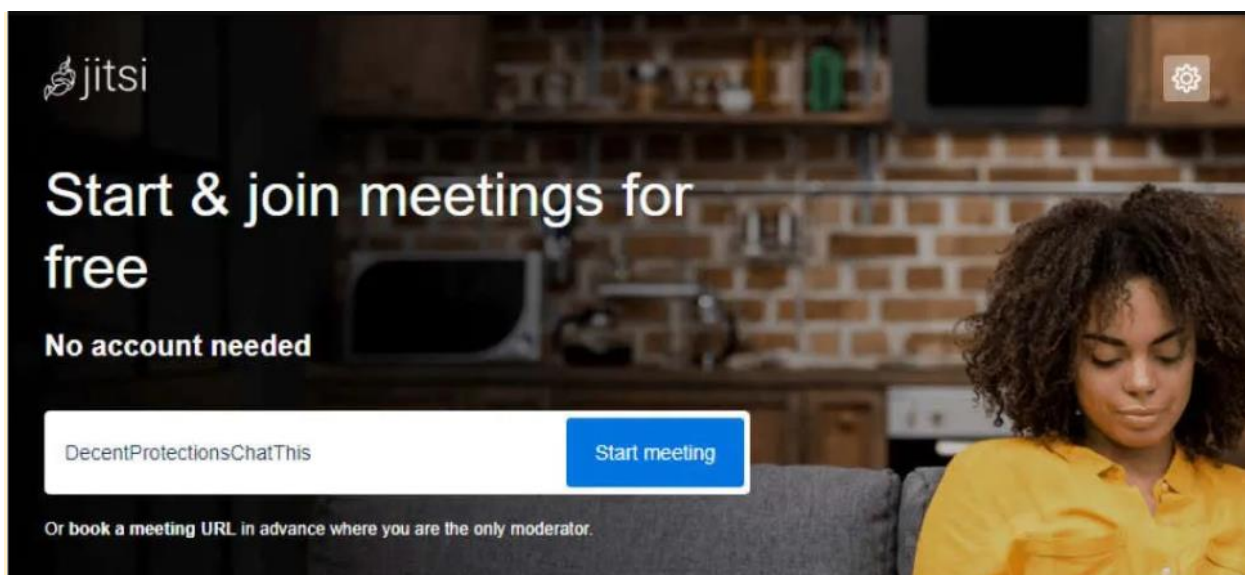 jitsi
Start & join meetings for
free
No account needed
DecentProtectionsChatThis
Start meeting
Or book a meeting URL in advance where you are the only moderator.